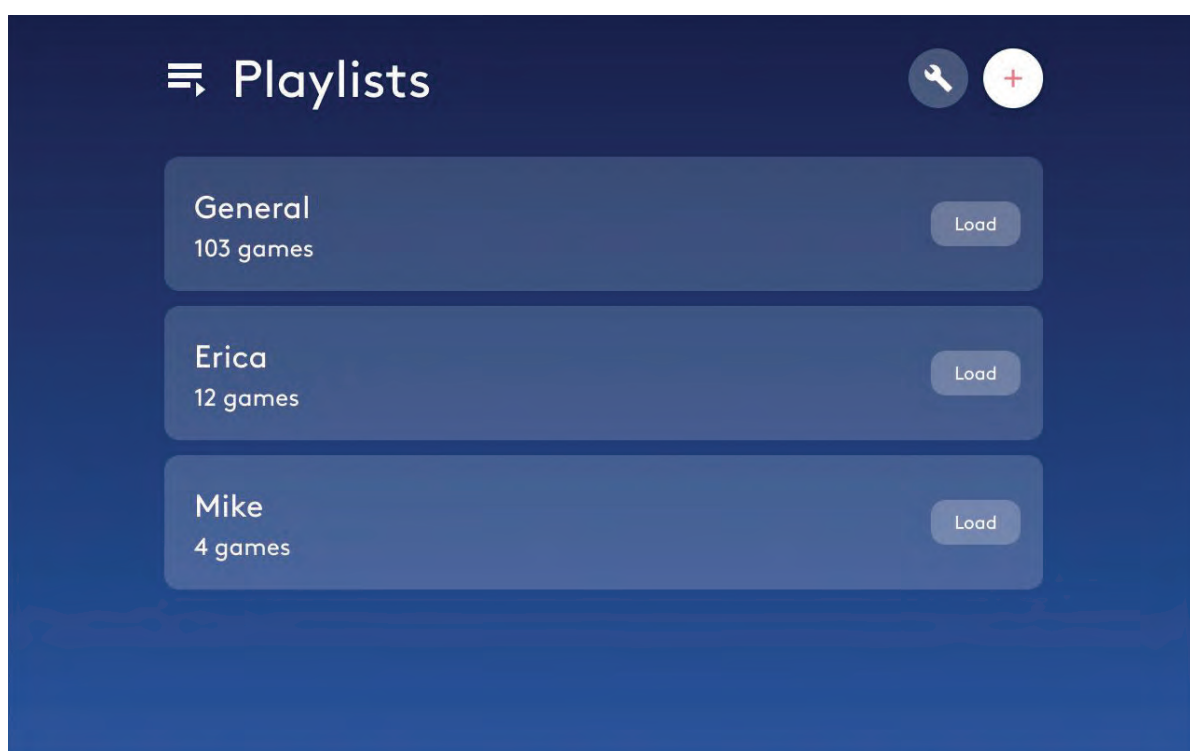 Playlists
General
103 games
Load
Erica
12 games
Load
Mike
4 games
Load